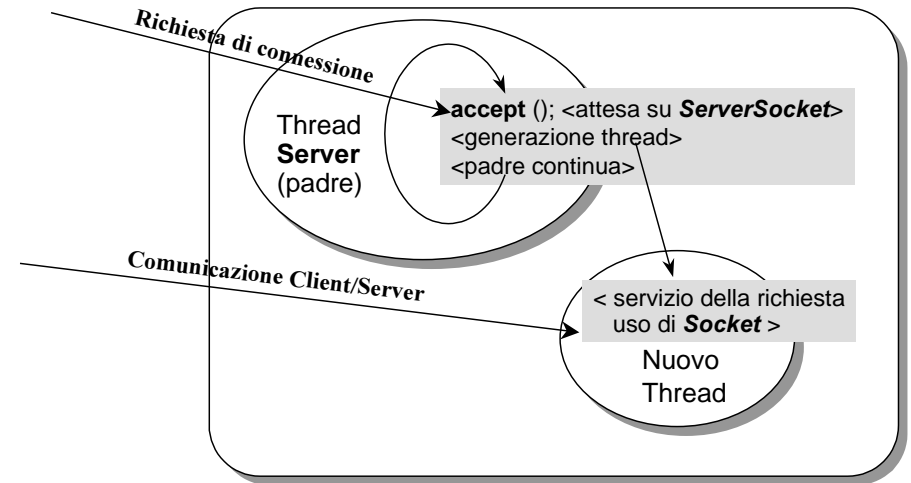 Richiesta di connessione
accept (); <attesa su ServerSocket>
<generazione thread>
<padre continua>
Thread
Server
(padre)
Comunicazione Client/Server
< servizio della richiesta
uso di Socket >
Nuovo
Thread